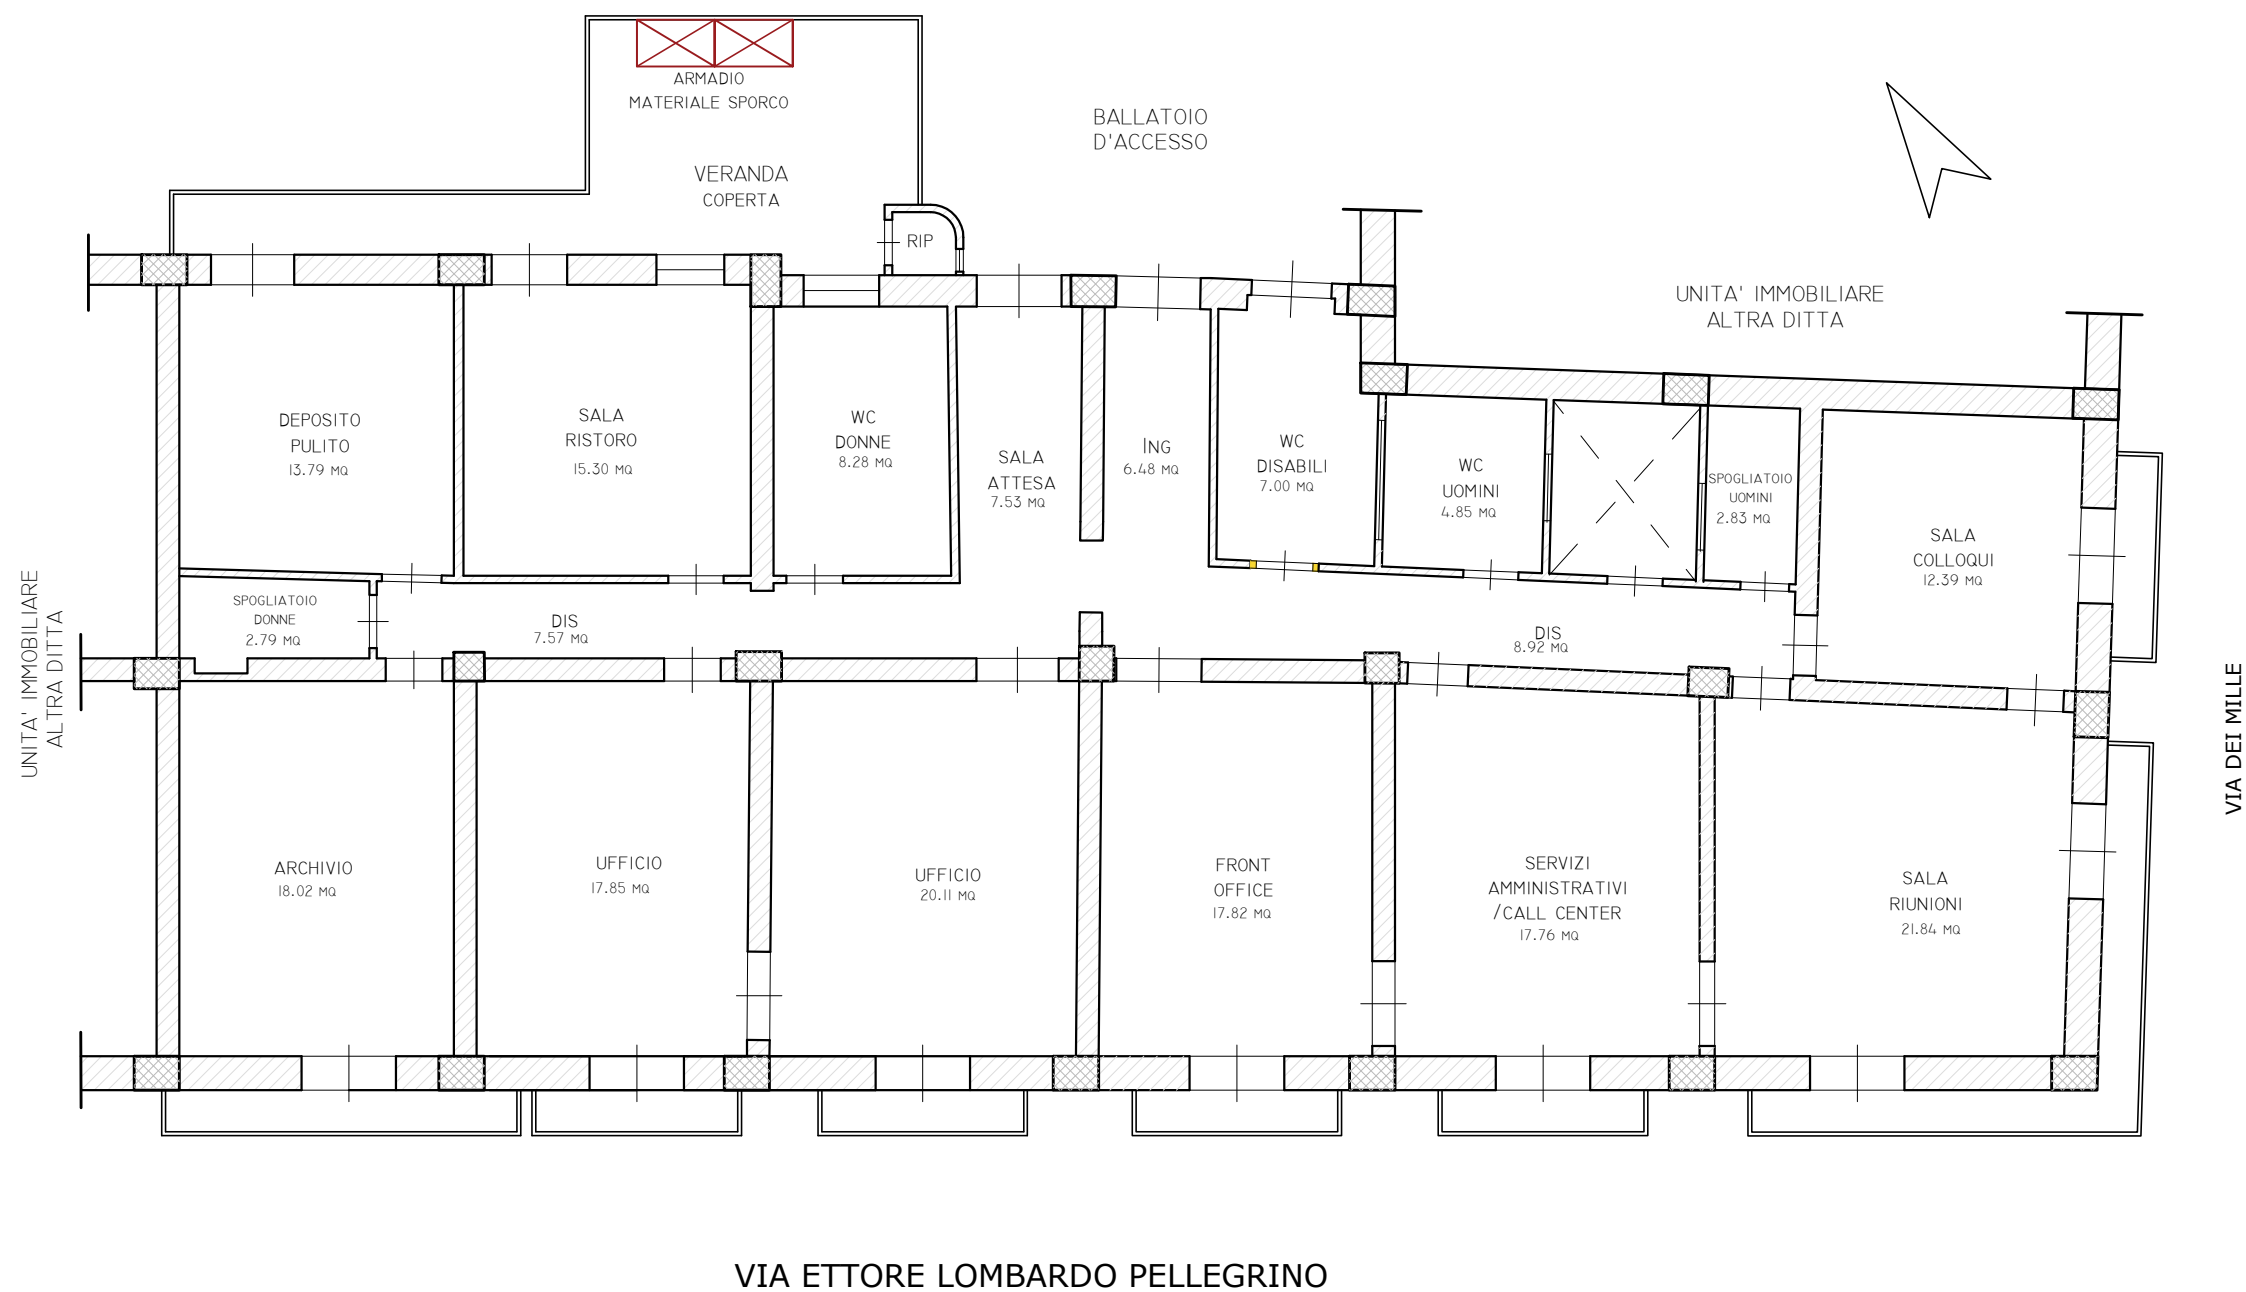 ARMADIO
MATERIALE SPORCO
BALLATOIO
D'ACCESSO
VERANDA
COPERTA
RIP
UNITA' IMMOBILIARE
ALTRA DITTA
DEPOSITO
PULITO
13.79 MQ
SALA
RISTORO
15.30 MQ
WC
DONNE
8.28 MQ
SALA
ATTESA
7.53 MQ
ING
6.48 MQ
WC
DISABILI
7.00 MQ
WC
UOMINI
4.85 MQ
SPOGLIATOIO
UOMINI
2.83 MQ
SALA
COLLOQUI
12.39 MQ
UNITA' IMMOBILIARE
ALTRA DITTA
SPOGLIATOIO
DONNE
2.79 MQ
DIS
7.57 MQ
DIS
8.92 MQ
VIA DEI MILLE
ARCHIVIO
18.02 MQ
UFFICIO
17.85 MQ
UFFICIO
20.11 MQ
FRONT
OFFICE
17.82 MQ
SERVIZI
AMMINISTRATIVI
/CALL CENTER
17.76 MQ
SALA
RIUNIONI
21.84 MQ
VIA ETTORE LOMBARDO PELLEGRINO